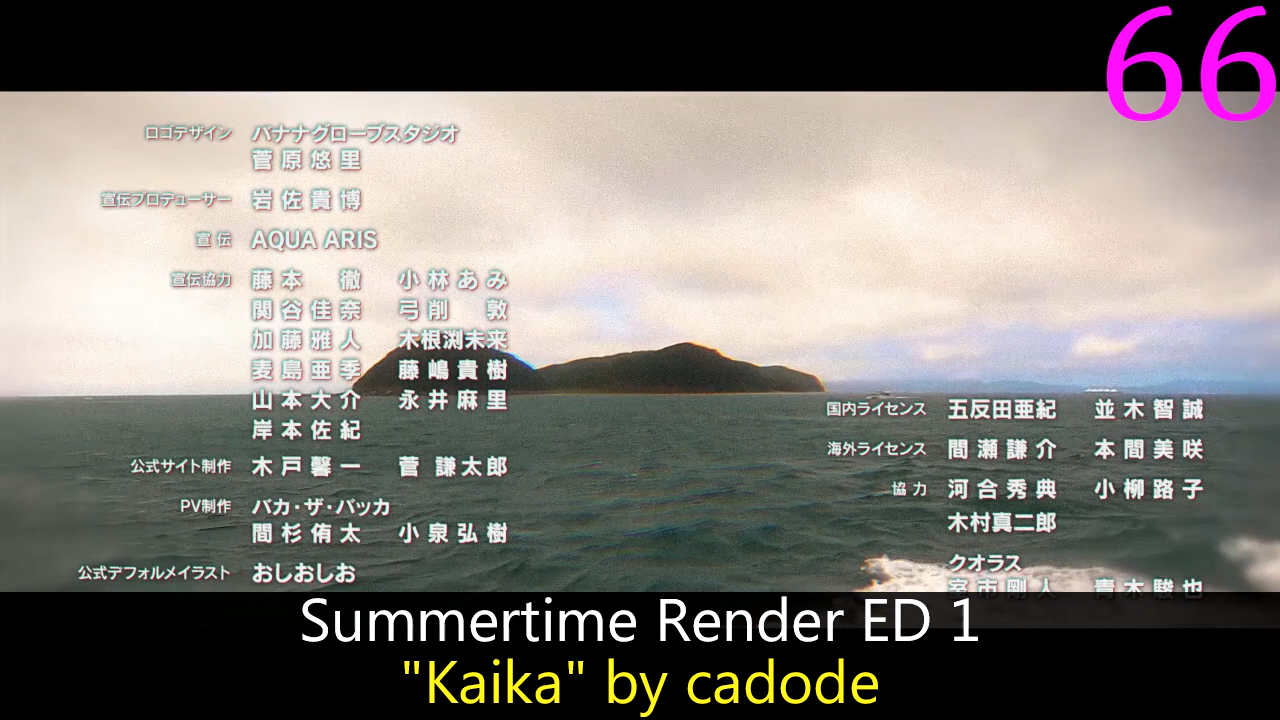 66
ロゴデザイン バナナグローブスタジオ
菅原悠里
宣伝プロデューサー 岩佐貴博
宣伝 AQUA ARIS
宣伝協力 藤本 徹 小林あみ
関谷佳奈 弓削 敦
加藤雅人 木根渕未来
麦島亜季 藤嶋貴樹
山本大介 永井麻里
岸本佐紀
公式サイト制作 木戸馨一 菅 謙太郎
PV制作 バカ・ザ・バッカ
間杉侑太 小泉弘樹
公式デフォルメイラスト おしおしお
国内ライセンス 五反田亜紀 並木智誠
海外ライセンス 間瀬謙介 本間美咲
協力 河合秀典 小柳路子
木村真二郎
クオラス
室市剛人 青木駿也
Summertime Render ED 1
"Kaika" by cadode